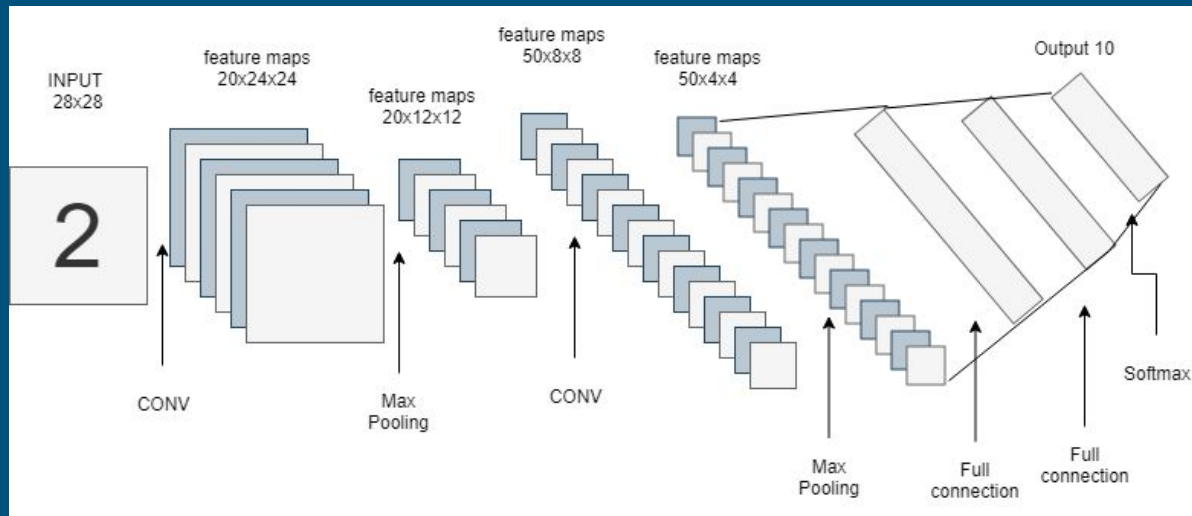 INPUT
28x28
2
feature maps
20x24x24
feature maps
20x12x12
feature maps
50x8x8
feature maps
50x4x4
Output 10
CONV
Max
Pooling
CONV
Max
Pooling
Full
connection
Full
connection
Softmax